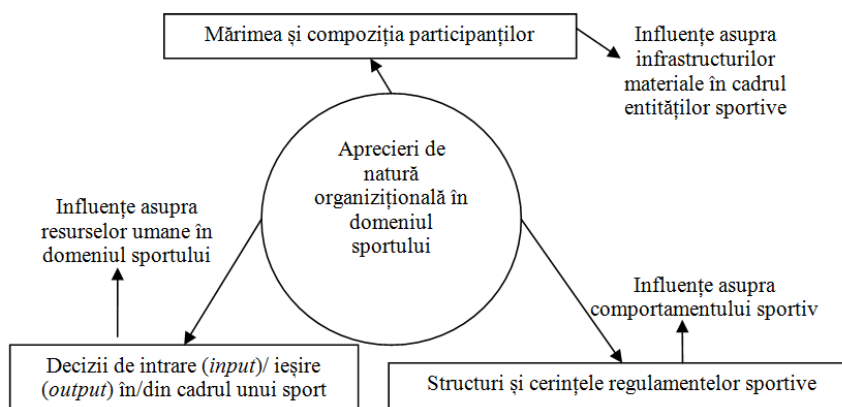 Mărimea și compoziția participanților
Influențe asupra
infrastructurilor
materiale în cadrul
entităților sportive
Aprecieri de
natură
organizițională în
domeniul
sportului
Influențe asupra
resurselor umane în
domeniul sportului
Influențe asupra
comportamentului sportiv
Decizii de intrare (input)/ ieșire
(output) în/din cadrul unui sport
Structuri și cerințele regulamentelor sportive